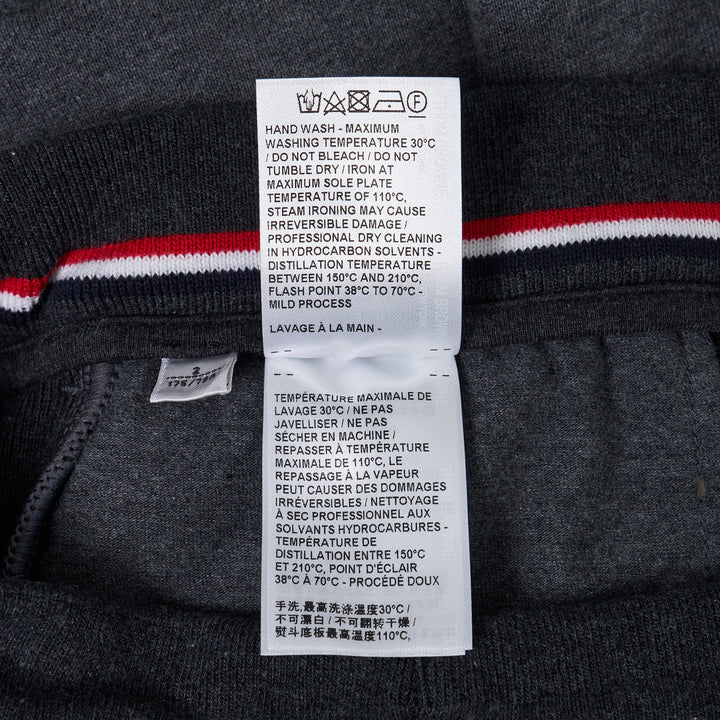 F
HAND WASH - MAXIMUM
WASHING TEMPERATURE 30°C
/ DO NOT BLEACH / DO NOT
TUMBLE DRY / IRON AT
MAXIMUM SOLE PLATE
TEMPERATURE OF 110°C,
STEAM IRONING MAY CAUSE
IRREVERSIBLE DAMAGE /
PROFESSIONAL DRY CLEANING
IN HYDROCARBON SOLVENTS -
DISTILLATION TEMPERATURE
BETWEEN 150°C AND 210°C,
FLASH POINT 38°C TO 70°C -
MILD PROCESS
LAVAGE À LA MAIN -
TEMPÉRATURE MAXIMALE DE
LAVAGE 30°C / NE PAS
JAVELLISER / NE PAS
SÉCHER EN MACHINE /
REPASSER À TEMPÉRATURE
MAXIMALE DE 110°C, LE
REPASSAGE À LA VAPEUR
PEUT CAUSER DES DOMMAGES
IRRÉVERSIBLES / NETTOYAGE
À SEC PROFESSIONNEL AUX
SOLVANTS HYDROCARBURES -
TEMPÉRATURE DE
DISTILLATION ENTRE 150°C
ET 210°C, POINT D'ÉCLAIR
38°C À 70°C - PROCÉDÉ DOUX
手洗,最高洗涤温度30°C /
不可漂白 / 不可翻转干燥 /
熨斗底板最高温度110°C,